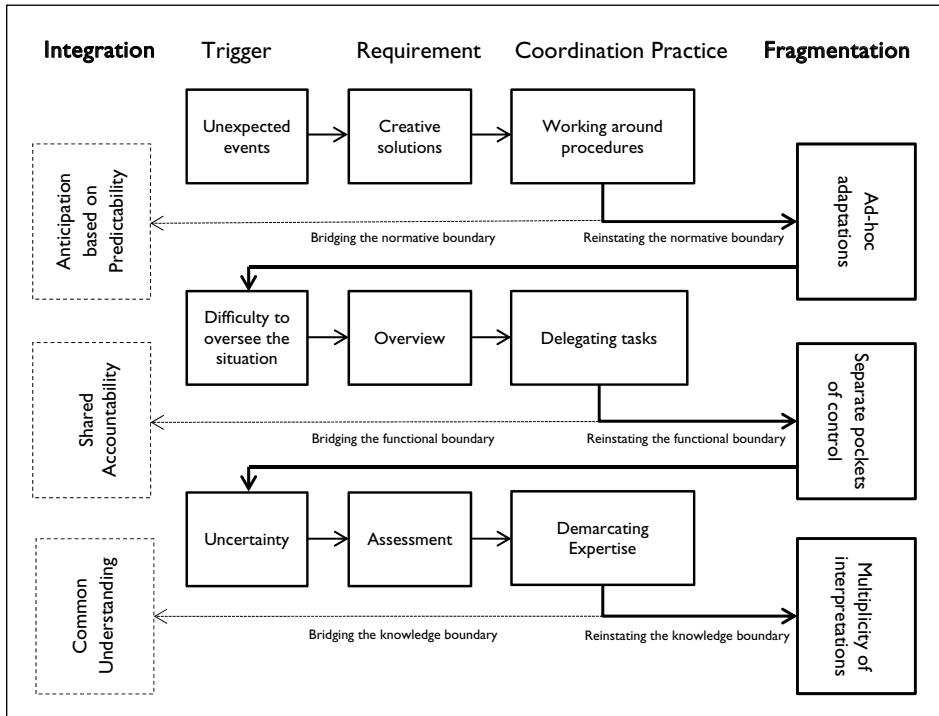 Integration
Trigger
Requirement
Coordination Practice
Fragmentation
Unexpected
events
Creative
solutions
Working around
procedures
Anticipation
based on
Predictability
Ad-hoc
adaptations
Bridging the normative boundary
Reinstating the normative boundary
Difficulty to
oversee the
situation
Overview
Delegating tasks
Shared
Accountability
Separate pockets
of control
Bridging the functional boundary
Reinstating the functional boundary
Uncertainty
Assessment
Demarcating
Expertise
Common
Understanding
Multiplicity of
interpretations
Bridging the knowledge boundary
Reinstating the knowledge boundary